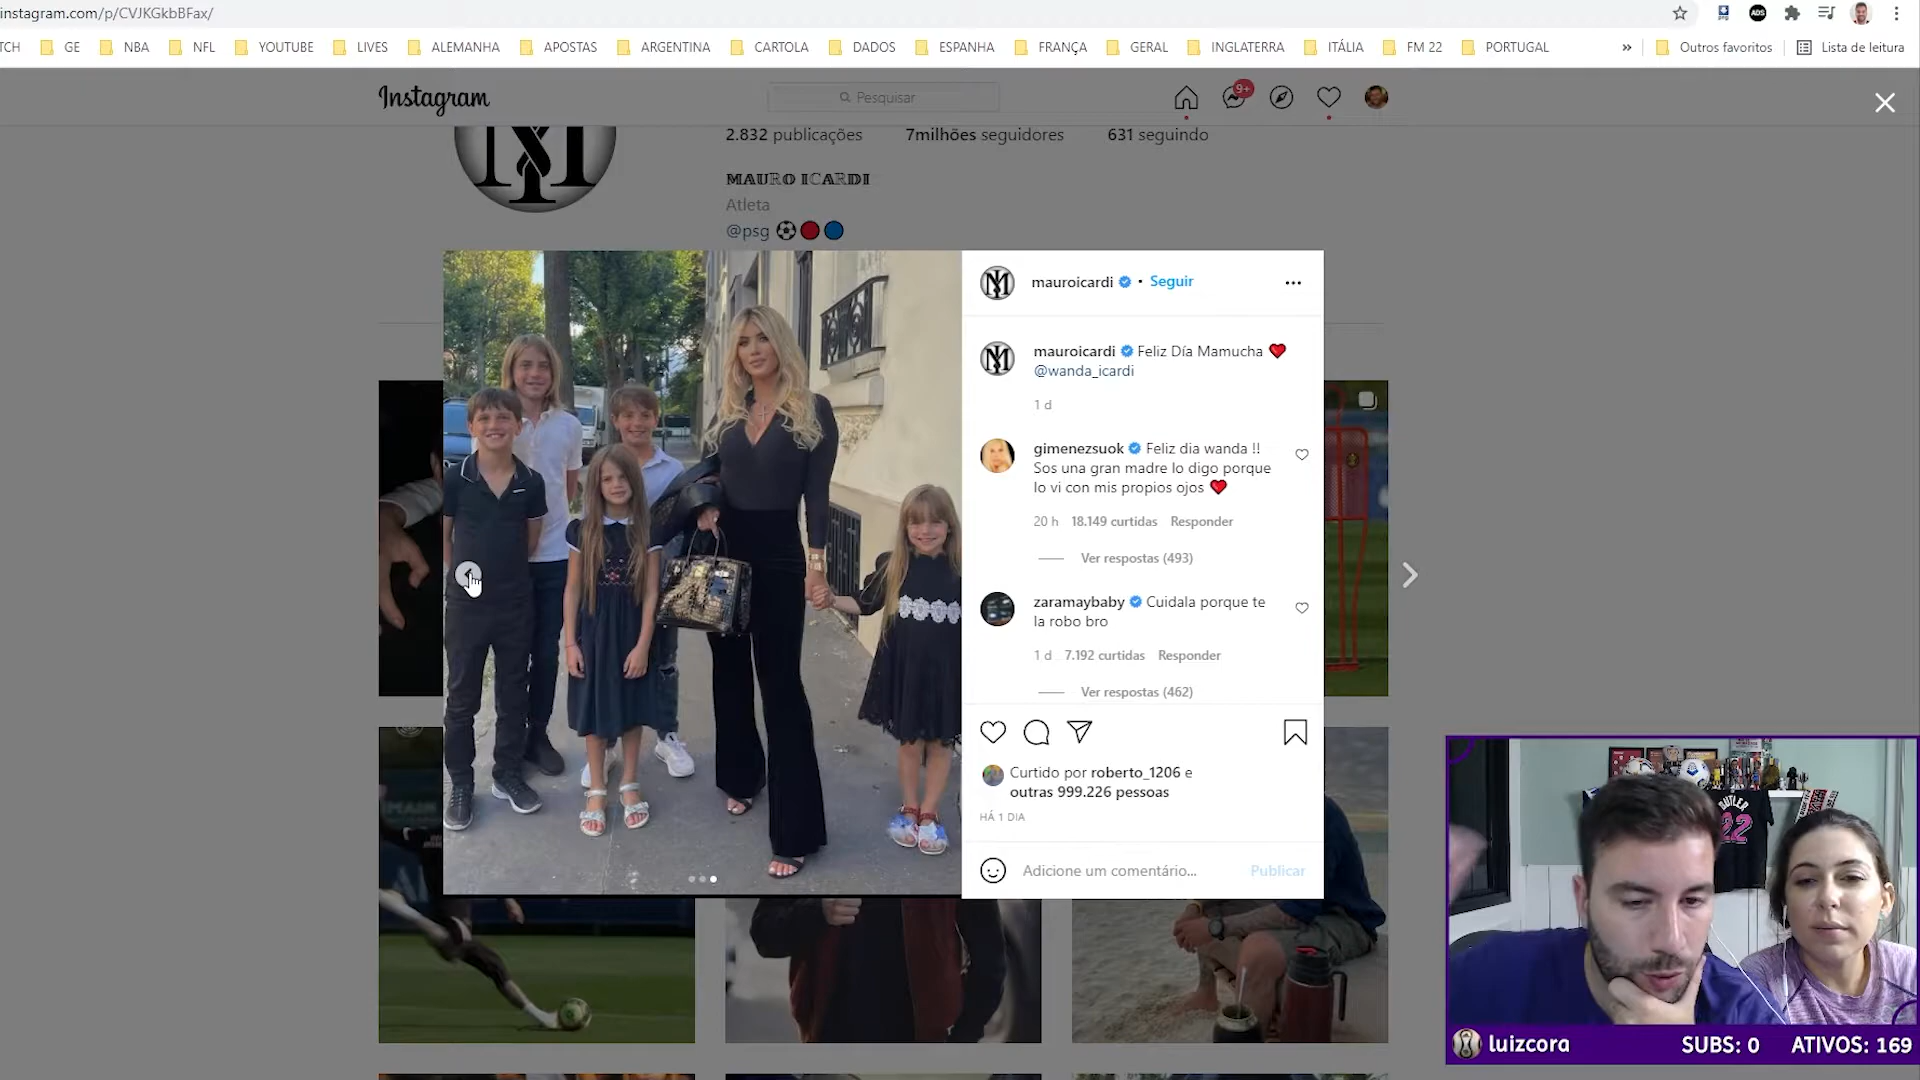 instagram.com/p/CVJKGkbBFax/
TCH GE NBA NFL YOUTUBE LIVES ALEMANHA APOSTAS ARGENTINA CARTOLA DADOS ESPANHA FRANÇA GERAL INGLATERRA ITÁLIA FM 22 PORTUGAL » Outros favoritos Lista de leitura
Instagram
Pesquisar
9+
2.832 publicações 7milhões seguidores 631 seguindo
MAURO ICARDI
Atleta
@psg
mauroicardi • Seguir
mauroicardi Feliz Día Mamucha
@wanda_icardi
1 d
gimenezsuok Feliz dia wanda !!
Sos una gran madre lo digo porque
lo vi con mis propios ojos
20 h 18.149 curtidas Responder
Ver respostas (493)
zaramaybaby Cuidala porque te
la robo bro
1 d 7.192 curtidas Responder
Ver respostas (462)
Curtido por roberto_1206 e
outras 999.226 pessoas
HÁ 1 DIA
Adicione um comentário... Publicar
BUTLER
22
luizcora SUBS: 0 ATIVOS: 169